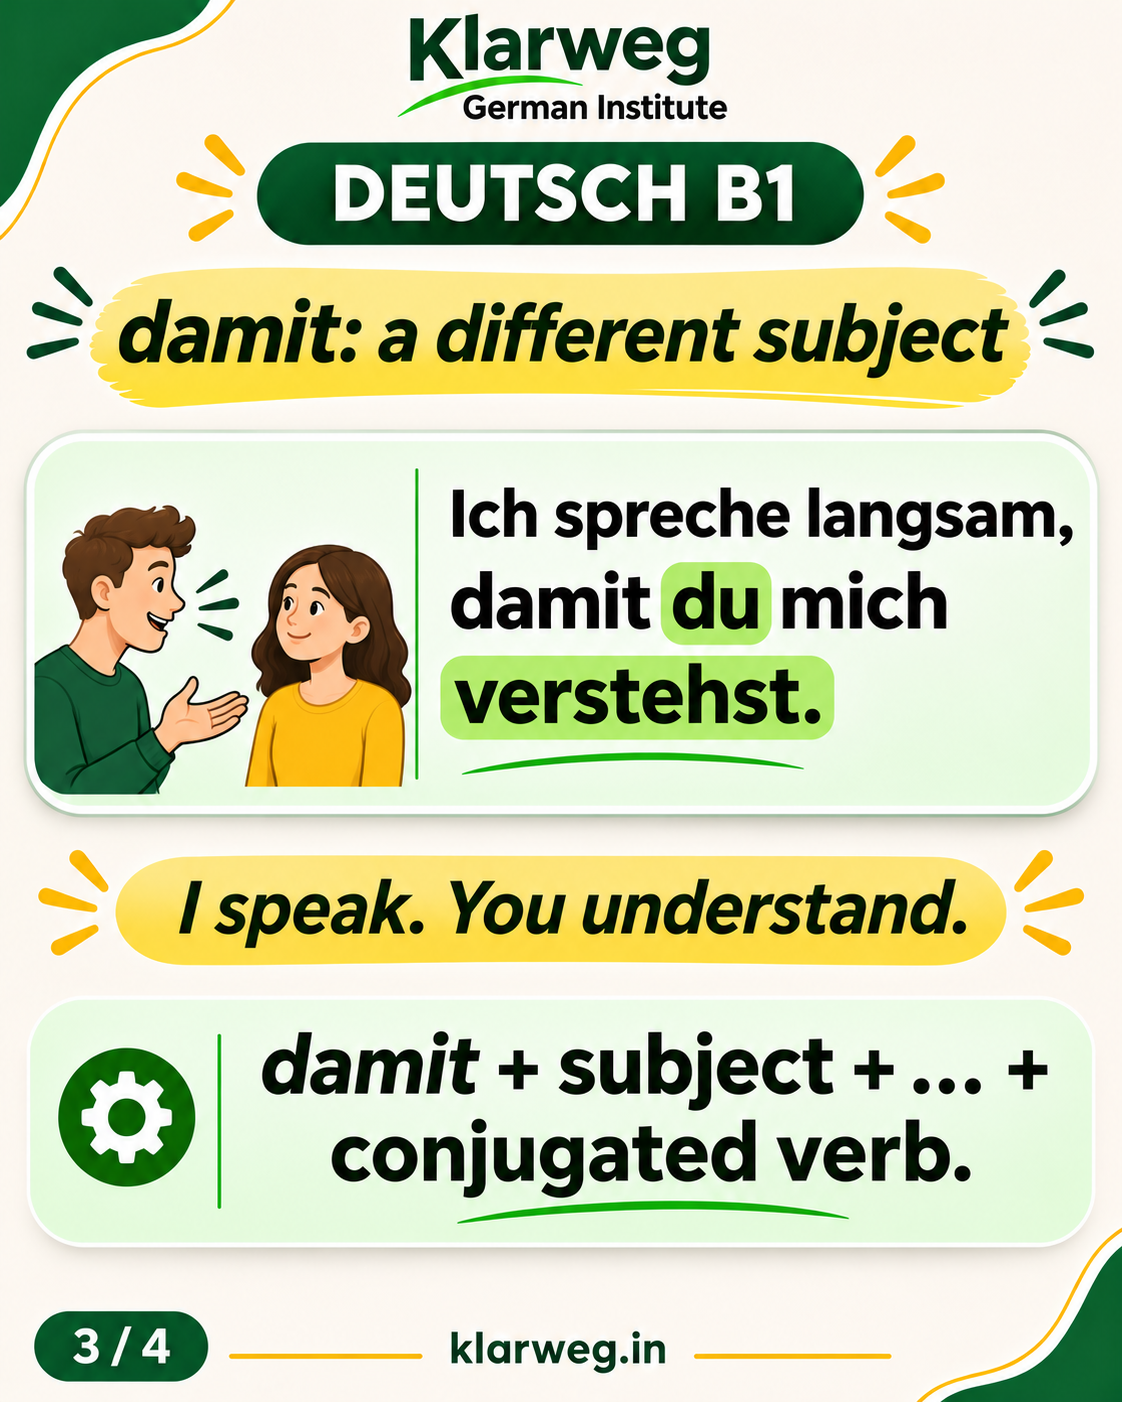 Klarweg
German Institute
DEUTSCH B1
damit: a different subject
Ich spreche langsam,
damit du mich
verstehst.
I speak. You understand.
damit + subject + ... +
conjugated verb.
3 / 4
klarweg.in